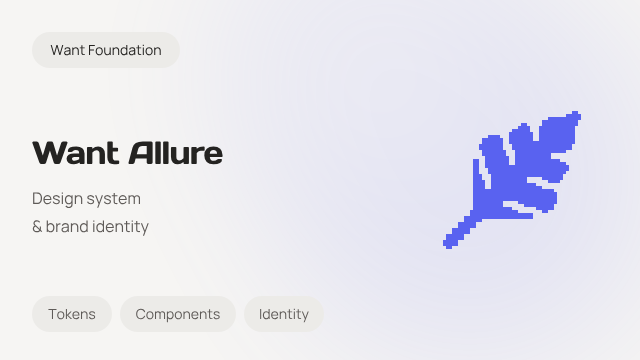 Want Foundation
Want Allure
Design system
& brand identity
Tokens
Components
Identity